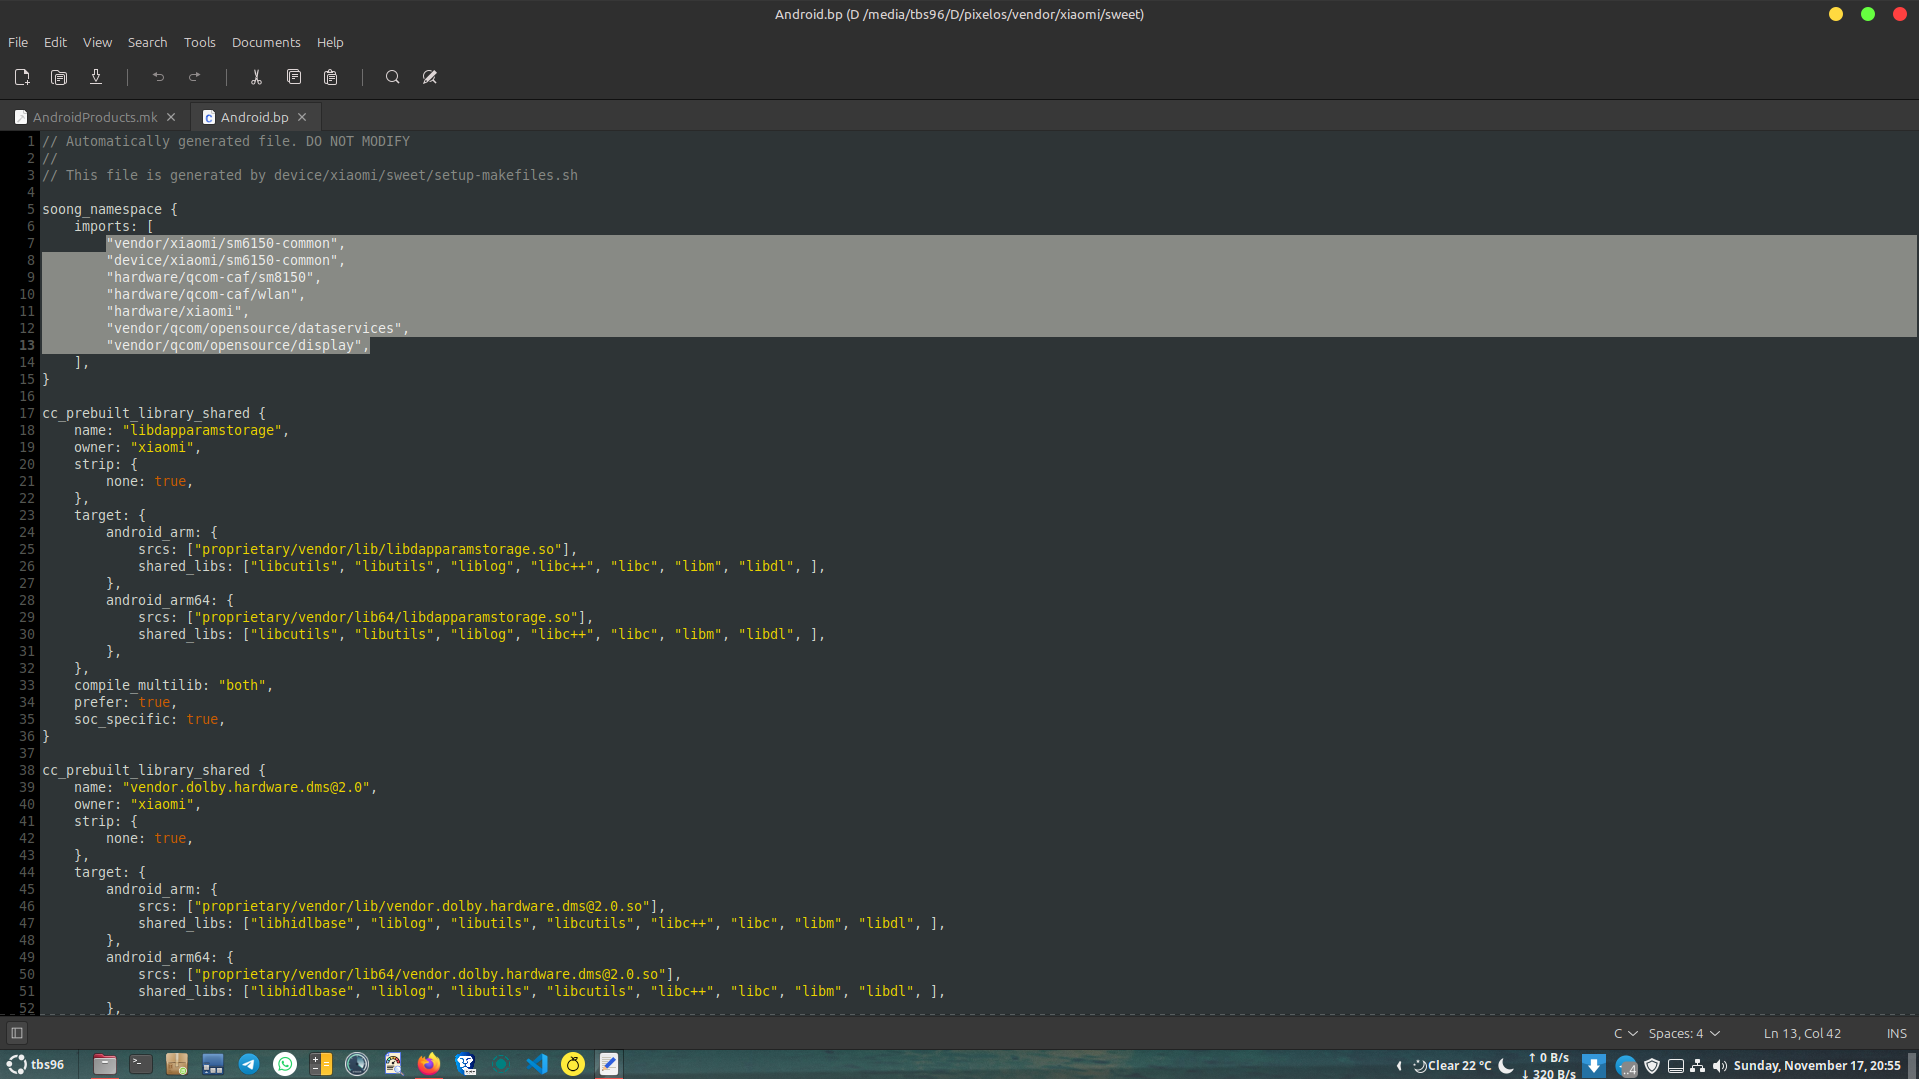 Android.bp (D /media/tbs96/D/pixelos/vendor/xiaomi/sweet)
File Edit View Search Tools Documents Help
AndroidProducts.mk Android.bp
1 // Automatically generated file. DO NOT MODIFY
2 //
3 // This file is generated by device/xiaomi/sweet/setup-makefiles.sh
4
5 soong_namespace {
6     imports: [
7         "vendor/xiaomi/sm6150-common",
8         "device/xiaomi/sm6150-common",
9         "hardware/qcom-caf/sm8150",
10         "hardware/qcom-caf/wlan",
11         "hardware/xiaomi",
12         "vendor/qcom/opensource/dataservices",
13         "vendor/qcom/opensource/display",
14     ],
15 }
16
17 cc_prebuilt_library_shared {
18     name: "libdapparamstorage",
19     owner: "xiaomi",
20     strip: {
21         none: true,
22     },
23     target: {
24         android_arm: {
25             srcs: ["proprietary/vendor/lib/libdapparamstorage.so"],
26             shared_libs: ["libcutils", "libutils", "liblog", "libc++", "libc", "libm", "libdl", ],
27         },
28         android_arm64: {
29             srcs: ["proprietary/vendor/lib64/libdapparamstorage.so"],
30             shared_libs: ["libcutils", "libutils", "liblog", "libc++", "libc", "libm", "libdl", ],
31         },
32     },
33     compile_multilib: "both",
34     prefer: true,
35     soc_specific: true,
36 }
37
38 cc_prebuilt_library_shared {
39     name: "vendor.dolby.hardware.dms@2.0",
40     owner: "xiaomi",
41     strip: {
42         none: true,
43     },
44     target: {
45         android_arm: {
46             srcs: ["proprietary/vendor/lib/vendor.dolby.hardware.dms@2.0.so"],
47             shared_libs: ["libhidlbase", "liblog", "libutils", "libcutils", "libc++", "libc", "libm", "libdl", ],
48         },
49         android_arm64: {
50             srcs: ["proprietary/vendor/lib64/vendor.dolby.hardware.dms@2.0.so"],
51             shared_libs: ["libhidlbase", "liblog", "libutils", "libcutils", "libc++", "libc", "libm", "libdl", ],
52         },
C Spaces: 4 Ln 13, Col 42 INS
tbs96 Clear 22 °C ↑ 0 B/s ..4 Sunday, November 17, 20:55
↓ 320 B/s